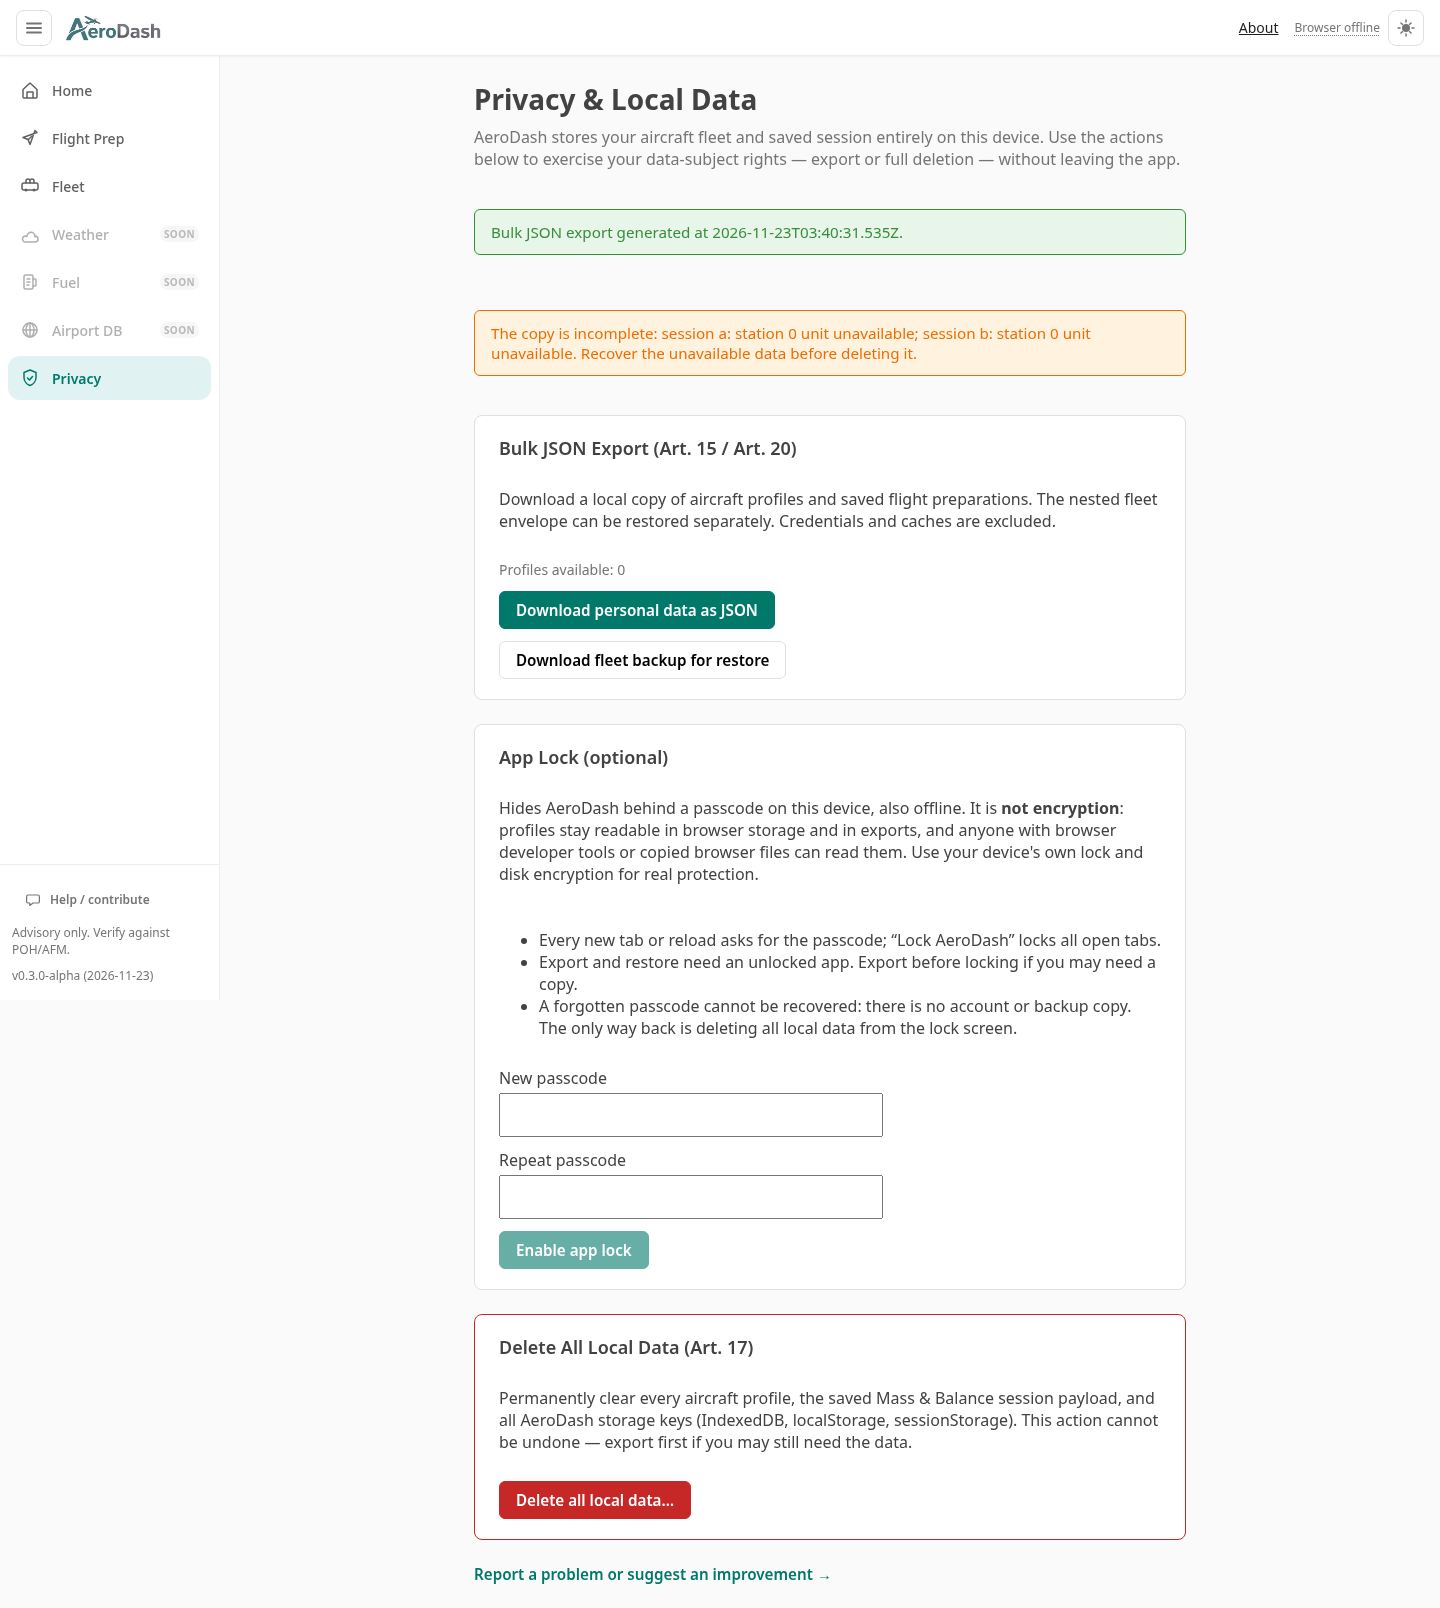 AeroDash
About
Browser offline
Home
Flight Prep
Fleet
Weather SOON
Fuel SOON
Airport DB SOON
Privacy
Help / contribute
Advisory only. Verify against
POH/AFM.
v0.3.0-alpha (2026-11-23)
Privacy & Local Data
AeroDash stores your aircraft fleet and saved session entirely on this device. Use the actions
below to exercise your data-subject rights — export or full deletion — without leaving the app.
Bulk JSON export generated at 2026-11-23T03:40:31.535Z.
The copy is incomplete: session a: station 0 unit unavailable; session b: station 0 unit
unavailable. Recover the unavailable data before deleting it.
Bulk JSON Export (Art. 15 / Art. 20)
Download a local copy of aircraft profiles and saved flight preparations. The nested fleet
envelope can be restored separately. Credentials and caches are excluded.
Profiles available: 0
Download personal data as JSON
Download fleet backup for restore
App Lock (optional)
Hides AeroDash behind a passcode on this device, also offline. It is not encryption:
profiles stay readable in browser storage and in exports, and anyone with browser
developer tools or copied browser files can read them. Use your device's own lock and
disk encryption for real protection.
• Every new tab or reload asks for the passcode; “Lock AeroDash” locks all open tabs.
• Export and restore need an unlocked app. Export before locking if you may need a
copy.
• A forgotten passcode cannot be recovered: there is no account or backup copy.
The only way back is deleting all local data from the lock screen.
New passcode
Repeat passcode
Enable app lock
Delete All Local Data (Art. 17)
Permanently clear every aircraft profile, the saved Mass & Balance session payload, and
all AeroDash storage keys (IndexedDB, localStorage, sessionStorage). This action cannot
be undone — export first if you may still need the data.
Delete all local data…
Report a problem or suggest an improvement →